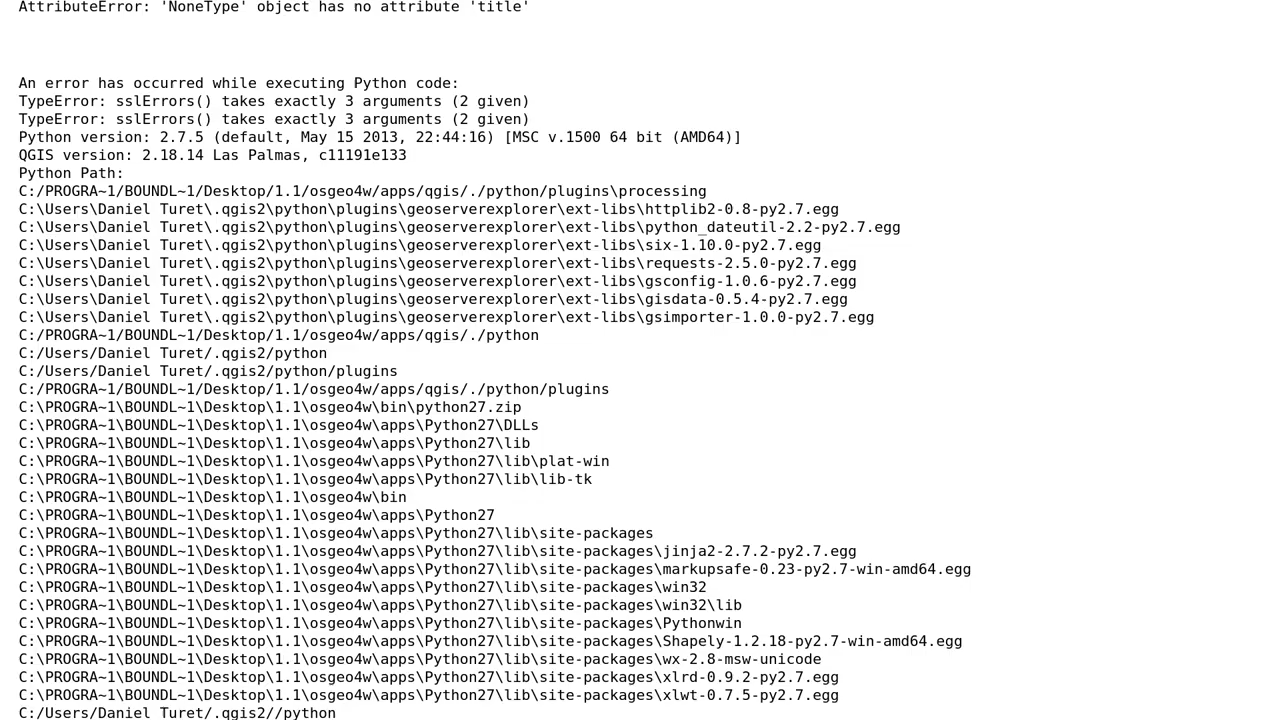 AttributeError: 'NoneType' object has no attribute 'title'
An error has occurred while executing Python code:
TypeError: sslErrors() takes exactly 3 arguments (2 given)
TypeError: sslErrors() takes exactly 3 arguments (2 given)
Python version: 2.7.5 (default, May 15 2013, 22:44:16) [MSC v.1500 64 bit (AMD64)]
QGIS version: 2.18.14 Las Palmas, c11191e133
Python Path:
C:/PROGRA~1/BOUNDL~1/Desktop/1.1/osgeo4w/apps/qgis/./python/plugins\processing
C:\Users\Daniel Turet\.qgis2\python\plugins\geoserverexplorer\ext-libs\httplib2-0.8-py2.7.egg
C:\Users\Daniel Turet\.qgis2\python\plugins\geoserverexplorer\ext-libs\python_dateutil-2.2-py2.7.egg
C:\Users\Daniel Turet\.qgis2\python\plugins\geoserverexplorer\ext-libs\six-1.10.0-py2.7.egg
C:\Users\Daniel Turet\.qgis2\python\plugins\geoserverexplorer\ext-libs\requests-2.5.0-py2.7.egg
C:\Users\Daniel Turet\.qgis2\python\plugins\geoserverexplorer\ext-libs\gsconfig-1.0.6-py2.7.egg
C:\Users\Daniel Turet\.qgis2\python\plugins\geoserverexplorer\ext-libs\gisdata-0.5.4-py2.7.egg
C:\Users\Daniel Turet\.qgis2\python\plugins\geoserverexplorer\ext-libs\gsimporter-1.0.0-py2.7.egg
C:/PROGRA~1/BOUNDL~1/Desktop/1.1/osgeo4w/apps/qgis/./python
C:/Users/Daniel Turet/.qgis2/python
C:/Users/Daniel Turet/.qgis2/python/plugins
C:/PROGRA~1/BOUNDL~1/Desktop/1.1/osgeo4w/apps/qgis/./python/plugins
C:\PROGRA~1\BOUNDL~1\Desktop\1.1\osgeo4w\bin\python27.zip
C:\PROGRA~1\BOUNDL~1\Desktop\1.1\osgeo4w\apps\Python27\DLLs
C:\PROGRA~1\BOUNDL~1\Desktop\1.1\osgeo4w\apps\Python27\lib
C:\PROGRA~1\BOUNDL~1\Desktop\1.1\osgeo4w\apps\Python27\lib\plat-win
C:\PROGRA~1\BOUNDL~1\Desktop\1.1\osgeo4w\apps\Python27\lib\lib-tk
C:\PROGRA~1\BOUNDL~1\Desktop\1.1\osgeo4w\bin
C:\PROGRA~1\BOUNDL~1\Desktop\1.1\osgeo4w\apps\Python27
C:\PROGRA~1\BOUNDL~1\Desktop\1.1\osgeo4w\apps\Python27\lib\site-packages
C:\PROGRA~1\BOUNDL~1\Desktop\1.1\osgeo4w\apps\Python27\lib\site-packages\jinja2-2.7.2-py2.7.egg
C:\PROGRA~1\BOUNDL~1\Desktop\1.1\osgeo4w\apps\Python27\lib\site-packages\markupsafe-0.23-py2.7-win-amd64.egg
C:\PROGRA~1\BOUNDL~1\Desktop\1.1\osgeo4w\apps\Python27\lib\site-packages\win32
C:\PROGRA~1\BOUNDL~1\Desktop\1.1\osgeo4w\apps\Python27\lib\site-packages\win32\lib
C:\PROGRA~1\BOUNDL~1\Desktop\1.1\osgeo4w\apps\Python27\lib\site-packages\Pythonwin
C:\PROGRA~1\BOUNDL~1\Desktop\1.1\osgeo4w\apps\Python27\lib\site-packages\Shapely-1.2.18-py2.7-win-amd64.egg
C:\PROGRA~1\BOUNDL~1\Desktop\1.1\osgeo4w\apps\Python27\lib\site-packages\wx-2.8-msw-unicode
C:\PROGRA~1\BOUNDL~1\Desktop\1.1\osgeo4w\apps\Python27\lib\site-packages\xlrd-0.9.2-py2.7.egg
C:\PROGRA~1\BOUNDL~1\Desktop\1.1\osgeo4w\apps\Python27\lib\site-packages\xlwt-0.7.5-py2.7.egg
C:/Users/Daniel Turet/.qgis2//python